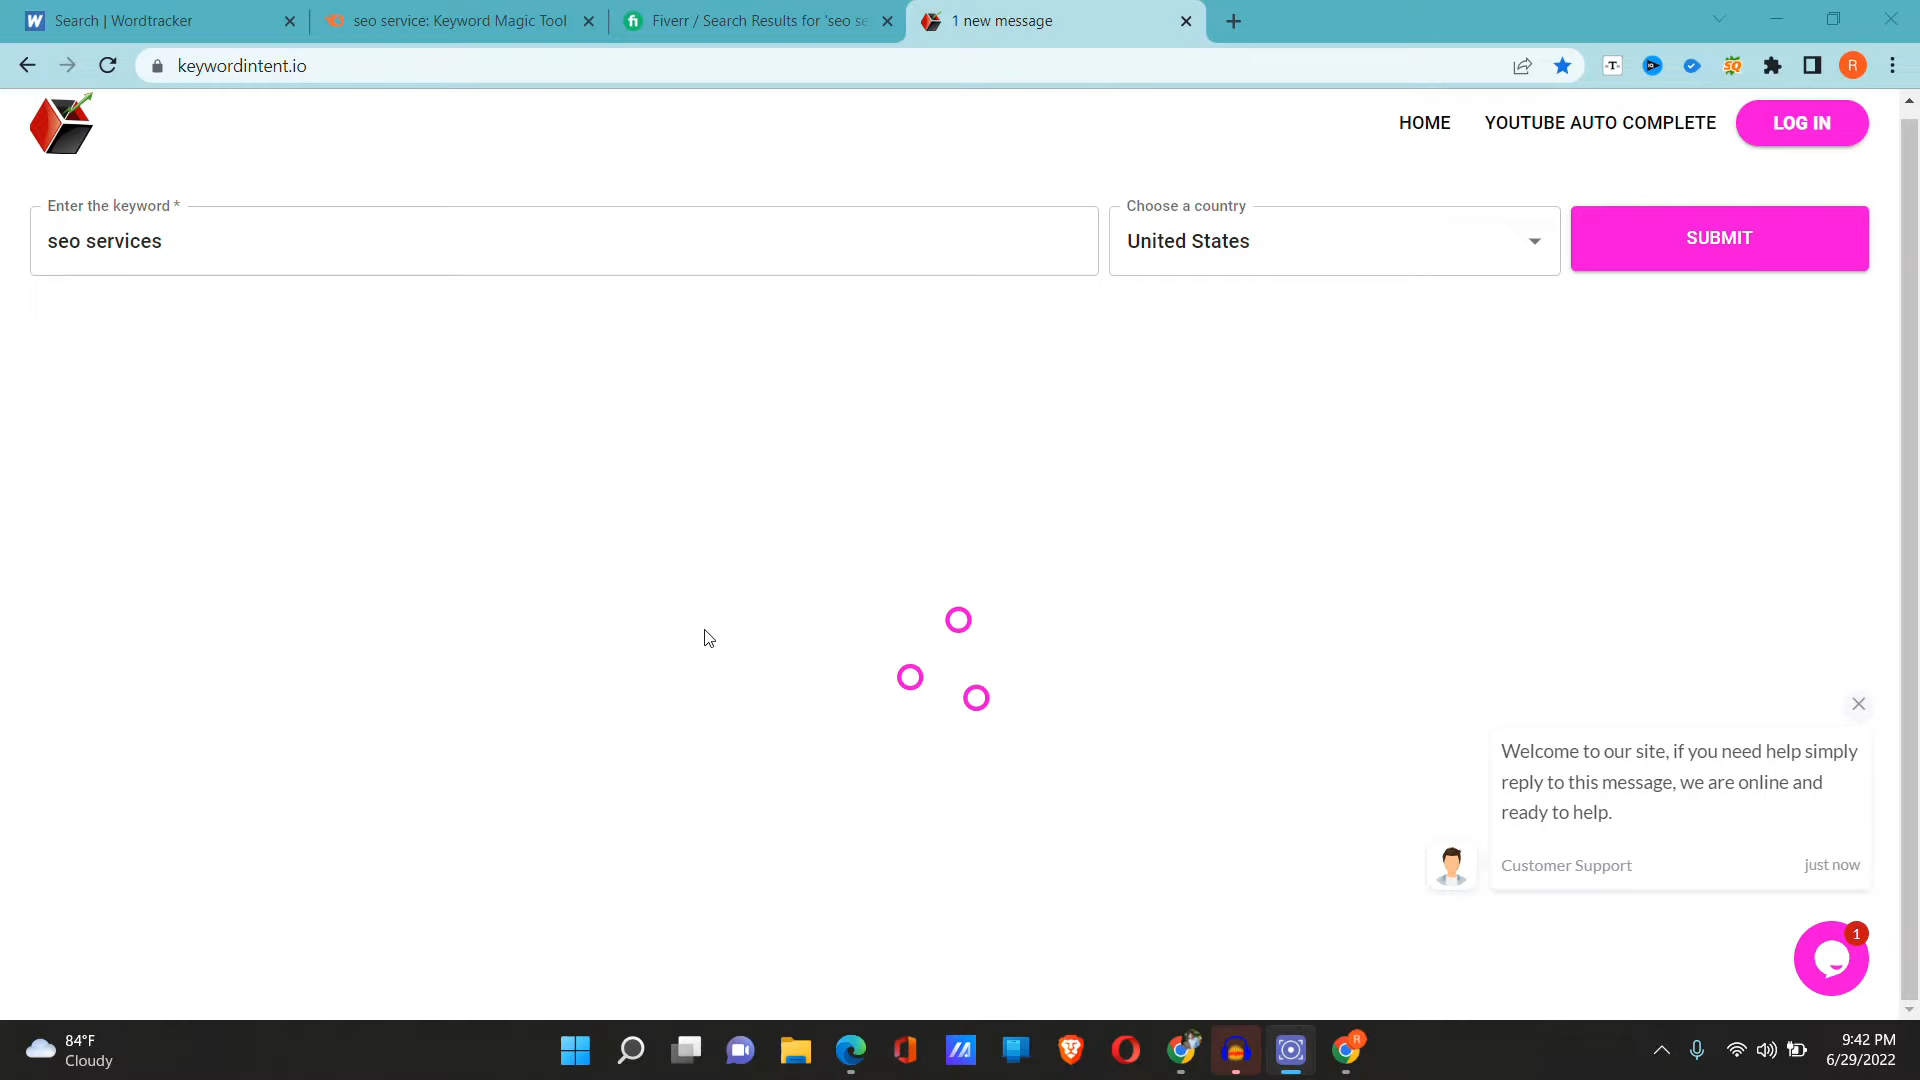 W Search | Wordtracker
seo service: Keyword Magic Tool
fi Fiverr / Search Results for 'seo se
1 new message
keywordintent.io
-T-
SQ
R
HOME
YOUTUBE AUTO COMPLETE
LOG IN
Enter the keyword *
seo services
Choose a country
United States
SUBMIT
Welcome to our site, if you need help simply
reply to this message, we are online and
ready to help.
Customer Support
just now
1
84°F
Cloudy
R
9:42 PM
6/29/2022